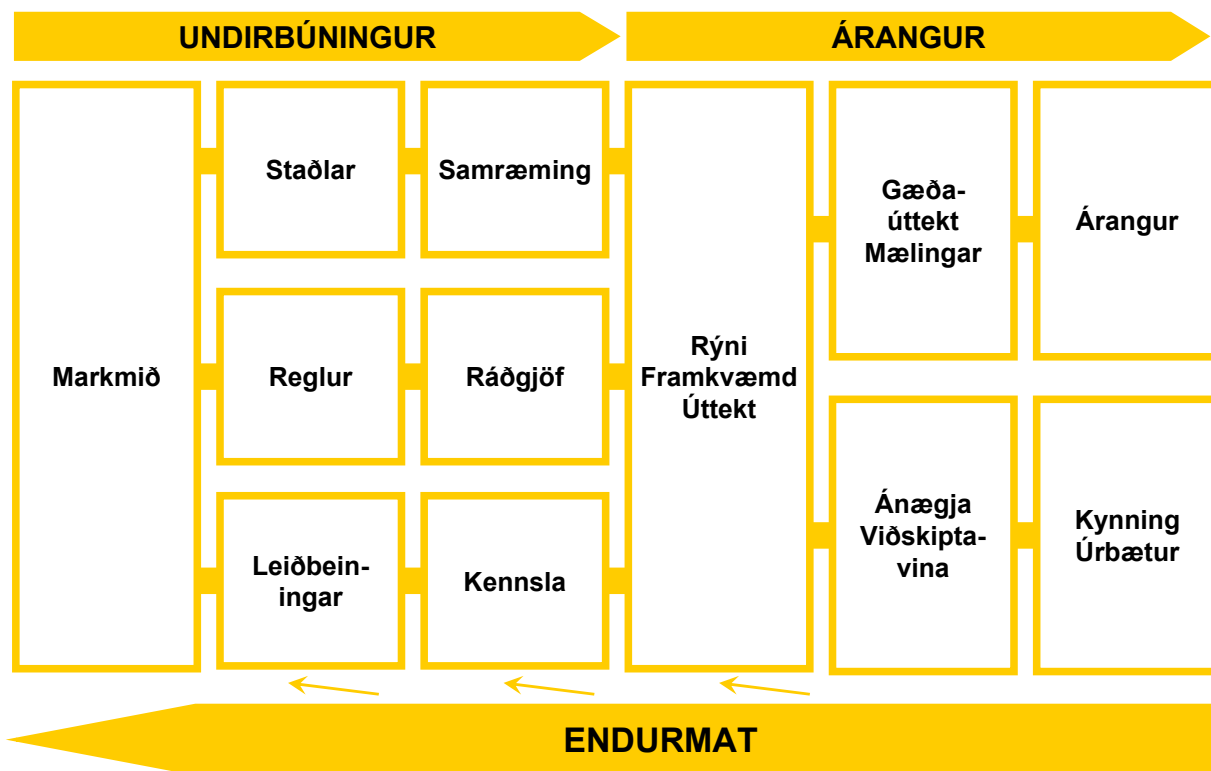 UNDIRBÚNINGUR
ÁRANGUR
Markmið
Staðlar
Samræming
Reglur
Ráðgjöf
Leiðbein-
ingar
Kennsla
Rýni
Framkvæmd
Úttekt
Gæða-
úttekt
Mælingar
Árangur
Ánægja
Viðskipta-
vina
Kynning
Úrbætur
ENDURMAT